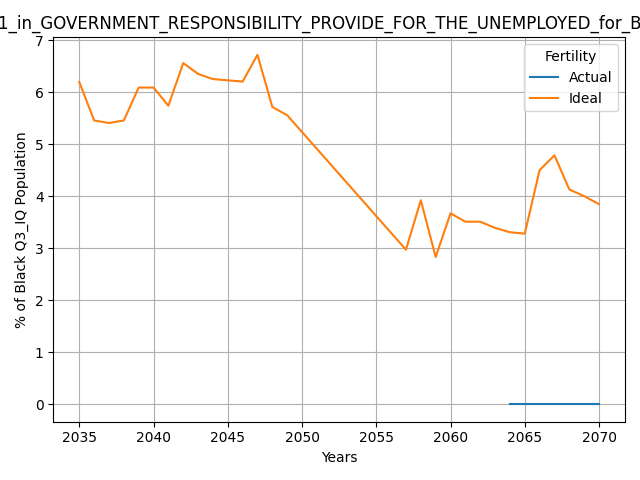 1_in_GOVERNMENT_RESPONSIBILITY_PROVIDE_FOR_THE_UNEMPLOYED_for_B
Fertility
Actual
Ideal
7
6
5
4
3
2
1
0
% of Black Q3_IQ Population
2035 2040 2045 2050 2055 2060 2065 2070
Years